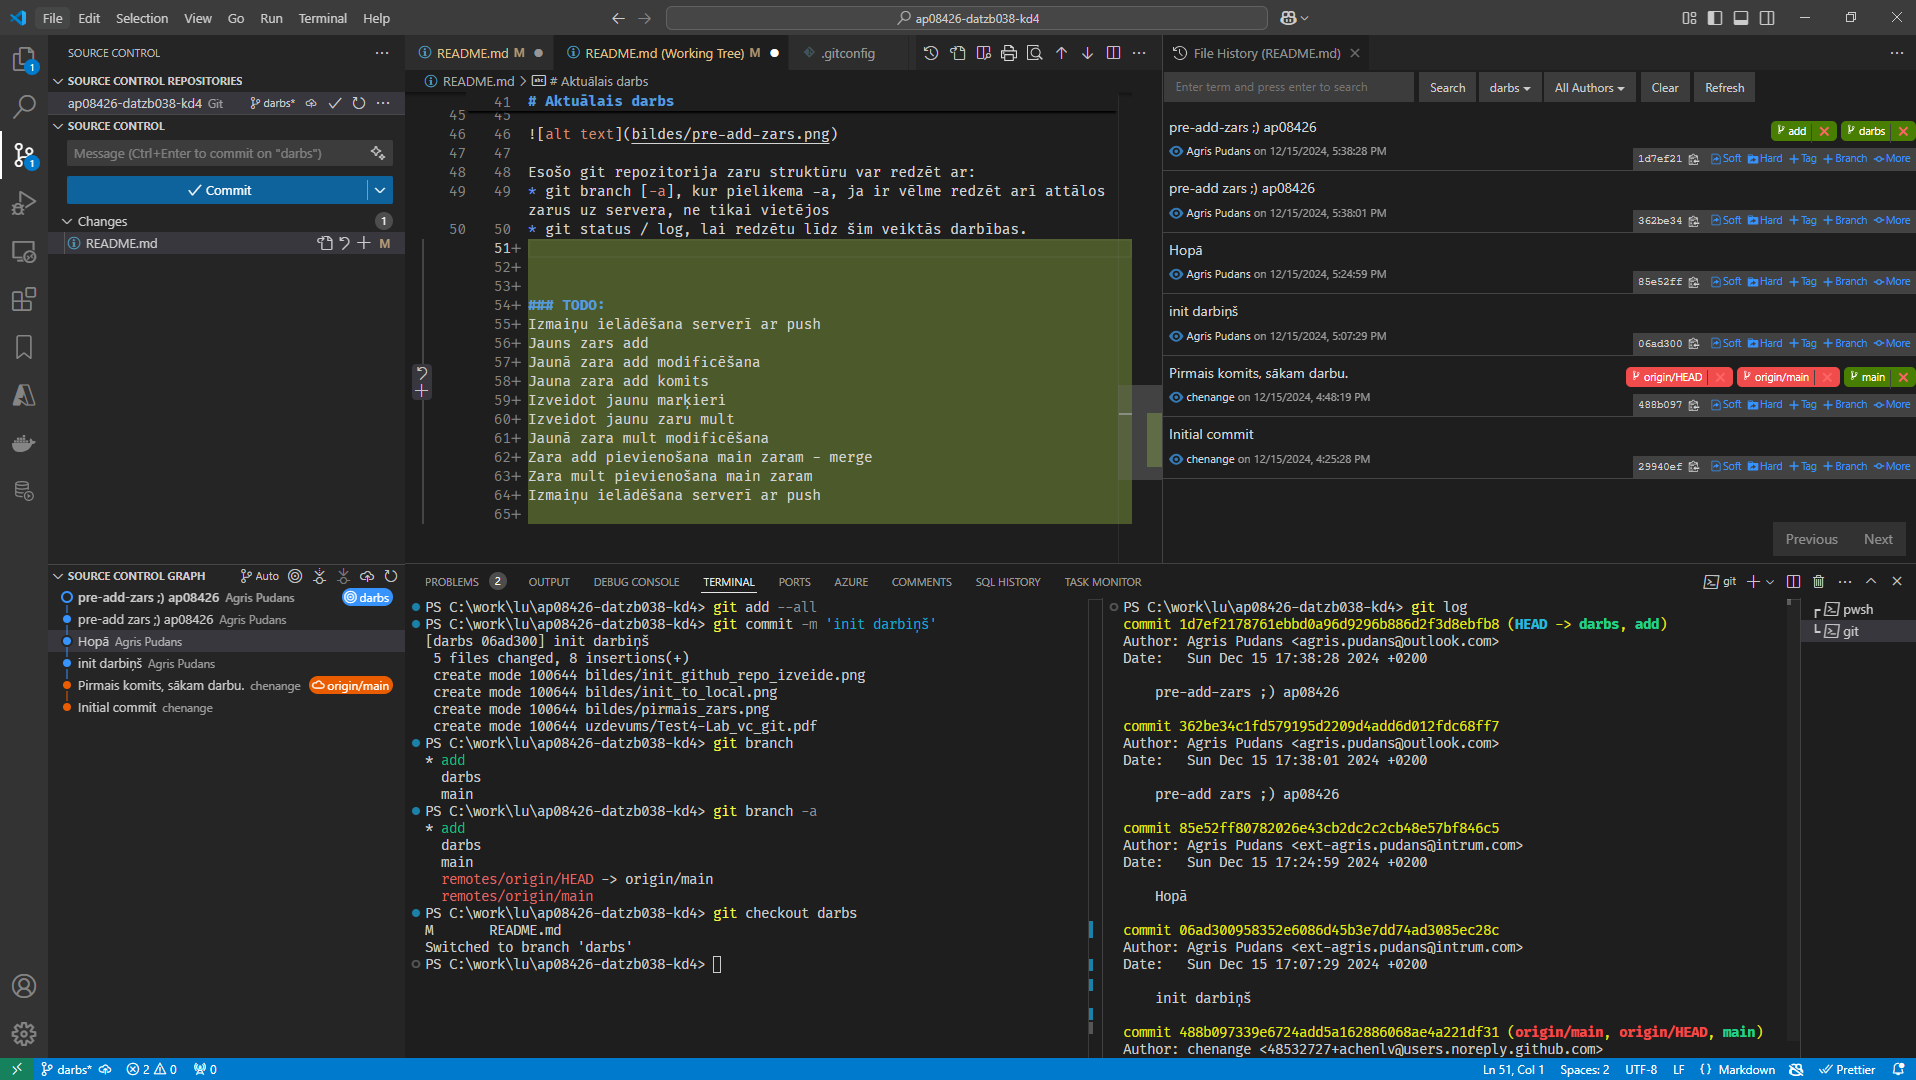 File Edit Selection View Go Run Terminal Help
ap08426-datzb038-kd4
SOURCE CONTROL
SOURCE CONTROL REPOSITORIES
ap08426-datzb038-kd4 Git darbs*
SOURCE CONTROL
Message (Ctrl+Enter to commit on "darbs")
Commit
Changes 1
README.md M
SOURCE CONTROL GRAPH Auto
pre-add-zars ;) ap08426 Agris Pudans darbs
pre-add zars ;) ap08426 Agris Pudans
Hopā Agris Pudans
init darbiņš Agris Pudans
Pirmais komits, sākam darbu. chenange origin/main
Initial commit chenange
README.md M README.md (Working Tree) M .gitconfig
README.md > # Aktuālais darbs
41 # Aktuālais darbs
45 45
46 46 ![alt text](bildes/pre-add-zars.png)
47 47
48 48 Esošo git repozitorija zaru struktūru var redzēt ar:
49 49 * git branch [-a], kur pielikema -a, ja ir vēlme redzēt arī attālos
zarus uz servera, ne tikai vietējos
50 50 * git status / log, lai redzētu līdz šim veiktās darbības.
51+
52+
53+
54+ ### TODO:
55+ Izmaiņu ielādēšana serverī ar push
56+ Jauns zars add
57+ Jaunā zara add modificēšana
58+ Jauna zara add komits
59+ Izveidot jaunu marķieri
60+ Izveidot jaunu zaru mult
61+ Jaunā zara mult modificēšana
62+ Zara add pievienošana main zaram - merge
63+ Zara mult pievienošana main zaram
64+ Izmaiņu ielādēšana serverī ar push
65+
File History (README.md)
Enter term and press enter to search Search darbs All Authors Clear Refresh
pre-add-zars ;) ap08426 add darbs
Agris Pudans on 12/15/2024, 5:38:28 PM 1d7ef21 Soft Hard +Tag +Branch More
pre-add zars ;) ap08426
Agris Pudans on 12/15/2024, 5:38:01 PM 362be34 Soft Hard +Tag +Branch More
Hopā
Agris Pudans on 12/15/2024, 5:24:59 PM 85e52ff Soft Hard +Tag +Branch More
init darbiņš
Agris Pudans on 12/15/2024, 5:07:29 PM 06ad300 Soft Hard +Tag +Branch More
Pirmais komits, sākam darbu. origin/HEAD origin/main main
chenange on 12/15/2024, 4:48:19 PM 488b097 Soft Hard +Tag +Branch More
Initial commit
chenange on 12/15/2024, 4:25:28 PM 29940ef Soft Hard +Tag +Branch More
Previous Next
PROBLEMS 2 OUTPUT DEBUG CONSOLE TERMINAL PORTS AZURE COMMENTS SQL HISTORY TASK MONITOR git
PS C:\work\lu\ap08426-datzb038-kd4> git add --all
PS C:\work\lu\ap08426-datzb038-kd4> git commit -m 'init darbiņš'
[darbs 06ad300] init darbiņš
5 files changed, 8 insertions(+)
create mode 100644 bildes/init_github_repo_izveide.png
create mode 100644 bildes/init_to_local.png
create mode 100644 bildes/pirmais_zars.png
create mode 100644 uzdevums/Test4-Lab_vc_git.pdf
PS C:\work\lu\ap08426-datzb038-kd4> git branch
* add
darbs
main
PS C:\work\lu\ap08426-datzb038-kd4> git branch -a
* add
darbs
main
remotes/origin/HEAD -> origin/main
remotes/origin/main
PS C:\work\lu\ap08426-datzb038-kd4> git checkout darbs
M README.md
Switched to branch 'darbs'
PS C:\work\lu\ap08426-datzb038-kd4>
PS C:\work\lu\ap08426-datzb038-kd4> git log
commit 1d7ef2178761ebbd0a96d9296b886d2f3d8ebfb8 (HEAD -> darbs, add)
Author: Agris Pudans <agris.pudans@outlook.com>
Date: Sun Dec 15 17:38:28 2024 +0200
pre-add-zars ;) ap08426
commit 362be34c1fd579195d2209d4add6d012fdc68ff7
Author: Agris Pudans <agris.pudans@outlook.com>
Date: Sun Dec 15 17:38:01 2024 +0200
pre-add zars ;) ap08426
commit 85e52ff80782026e43cb2dc2c2cb48e57bf846c5
Author: Agris Pudans <ext-agris.pudans@intrum.com>
Date: Sun Dec 15 17:24:59 2024 +0200
Hopā
commit 06ad300958352e6086d45b3e7dd74ad3085ec28c
Author: Agris Pudans <ext-agris.pudans@intrum.com>
Date: Sun Dec 15 17:07:29 2024 +0200
init darbiņš
commit 488b097339e6724add5a162886068ae4a221df31 (origin/main, origin/HEAD, main)
Author: chenange <48532727+achenlv@users.noreply.github.com>
pwsh
git
darbs* 2 0 0 Ln 51, Col 1 Spaces: 2 UTF-8 LF {} Markdown Prettier